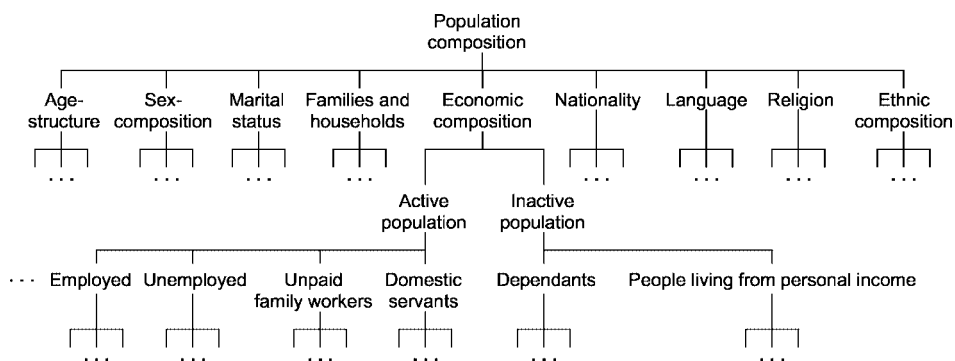 Population
composition
Age-
structure
Sex-
composition
Marital
status
Families and
households
Economic
composition
Nationality
Language
Religion
Ethnic
composition
. . .
. . .
. . .
. . .
. . .
. . .
. . .
. . .
Active
population
Inactive
population
. . . Employed
Unemployed
Unpaid
family workers
Domestic
servants
Dependants
People living from personal income
. . .
. . .
. . .
. . .
. . .
. . .